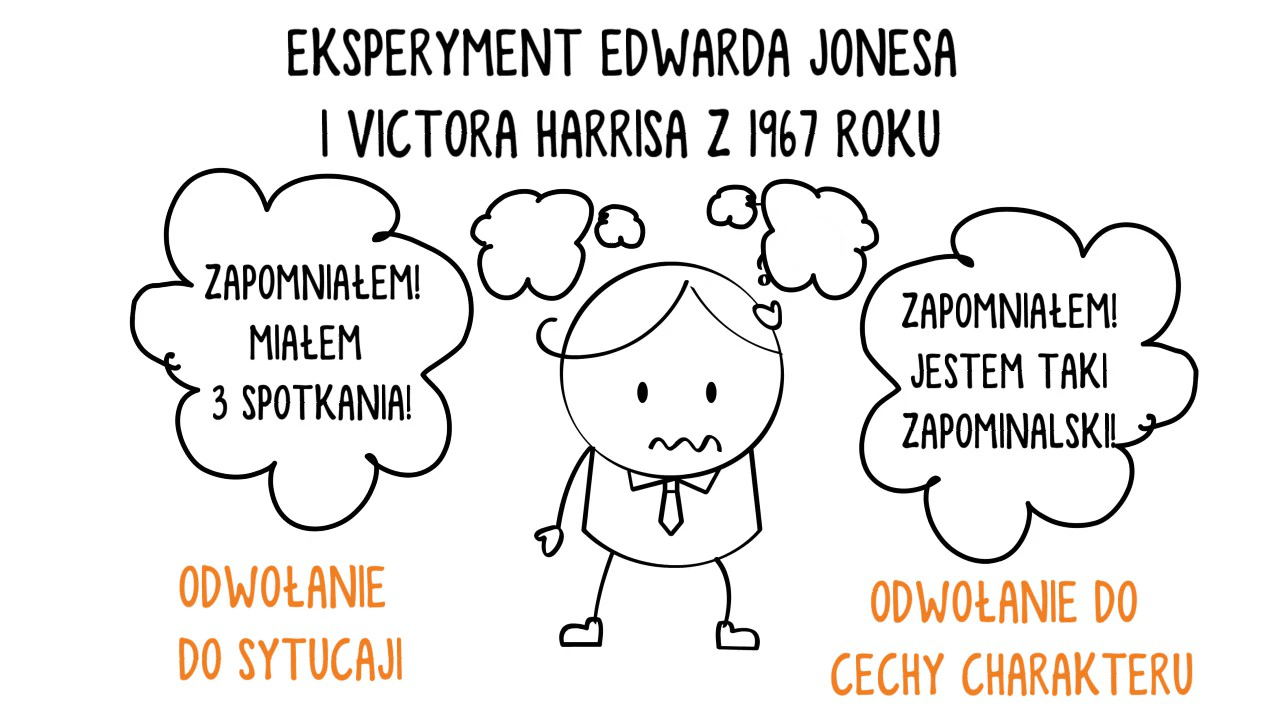 EKSPERYMENT EDWARDA JONESA
I VICTORA HARRISA Z 1967 ROKU
ZAPOMNIAŁEM!
MIAŁEM
3 SPOTKANIA!
ZAPOMNIAŁEM!
JESTEM TAKI
ZAPOMINALSKI!
ODWOŁANIE
DO SYTUCAJI
ODWOŁANIE DO
CECHY CHARAKTERU